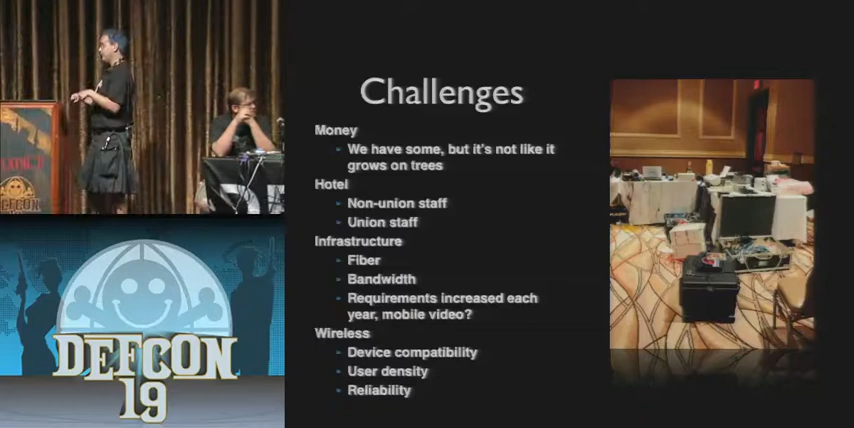 Challenges
Money
We have some, but it's not like it
grows on trees
Hotel
Non-union staff
Union staff
Infrastructure
Fiber
Bandwidth
Requirements increased each
year, mobile video?
Wireless
Device compatibility
User density
Reliability
DEFCON
DEFCON
19